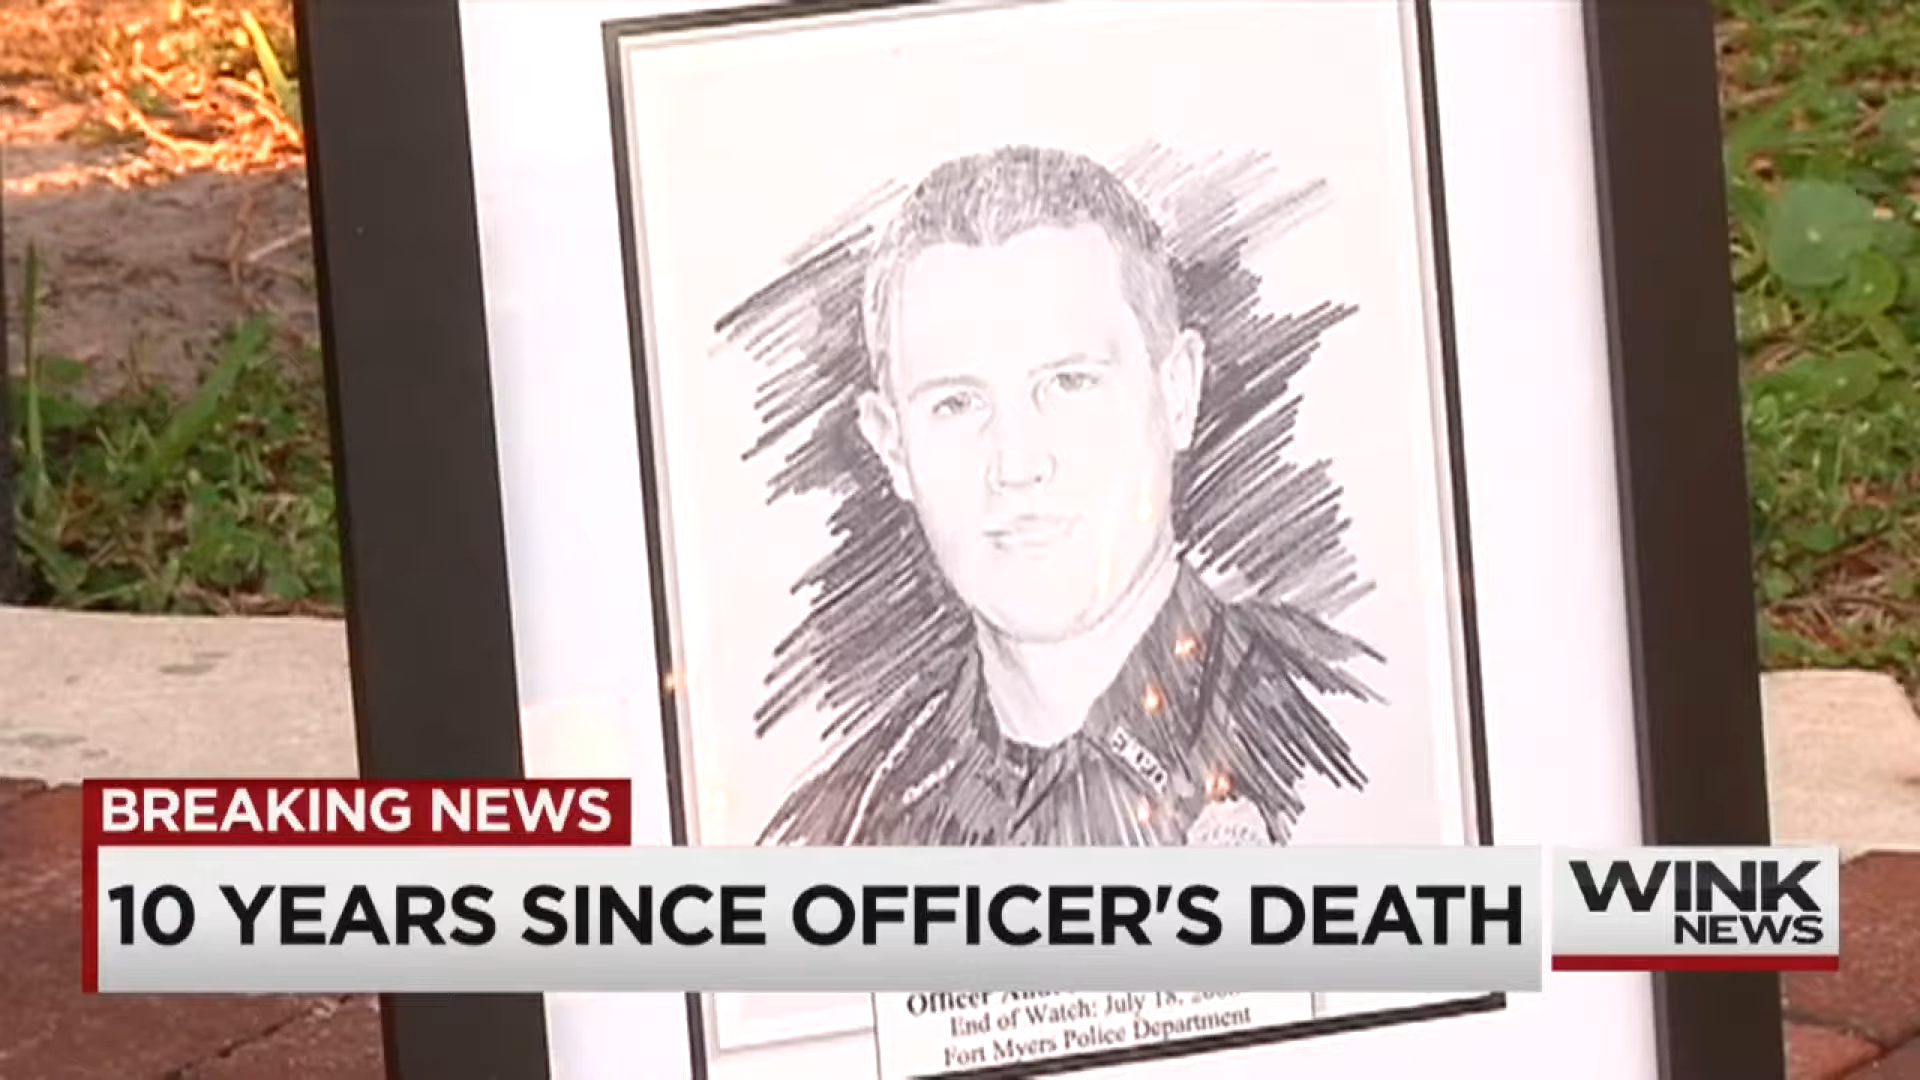 BREAKING NEWS
10 YEARS SINCE OFFICER'S DEATH
WINK
NEWS
Officer
End of Watch: July 18,
Fort Myers Police Department